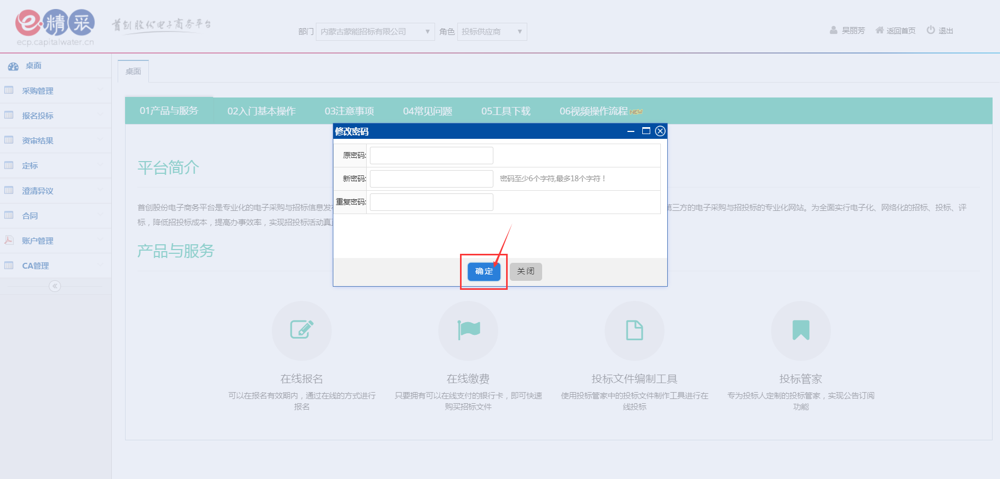 e精采
ecp.capitalwater.cn
首创股份电子商务平台
部门 内蒙古蒙能招标有限公司 ▼ 角色 投标供应商 ▼
吴丽芳 返回首页 退出
桌面
采购管理
报名投标
资审结果
定标
澄清异议
合同
账户管理
CA管理
桌面
01产品与服务 02入门基本操作 03注意事项 04常见问题 05工具下载 06视频操作流程 NEW
修改密码
原密码:
新密码: 密码至少6个字符,最多18个字符！
重复密码:
确定 关闭
平台简介
首创股份电子商务平台是专业化的电子采购与招标信息发 第三方的电子采购与招投标的专业化网站。为全面实行电子化、网络化的招标、投标、评
标，降低招投标成本，提高办事效率，实现招投标活动真
产品与服务
在线报名
可以在报名有效期内，通过在线的方式进行
报名
在线缴费
只要拥有可以在线支付的银行卡，即可快速
购买招标文件
投标文件编制工具
使用投标管家中的投标文件制作工具进行在
线投标
投标管家
专为投标人定制的投标管家，实现公告订阅
功能